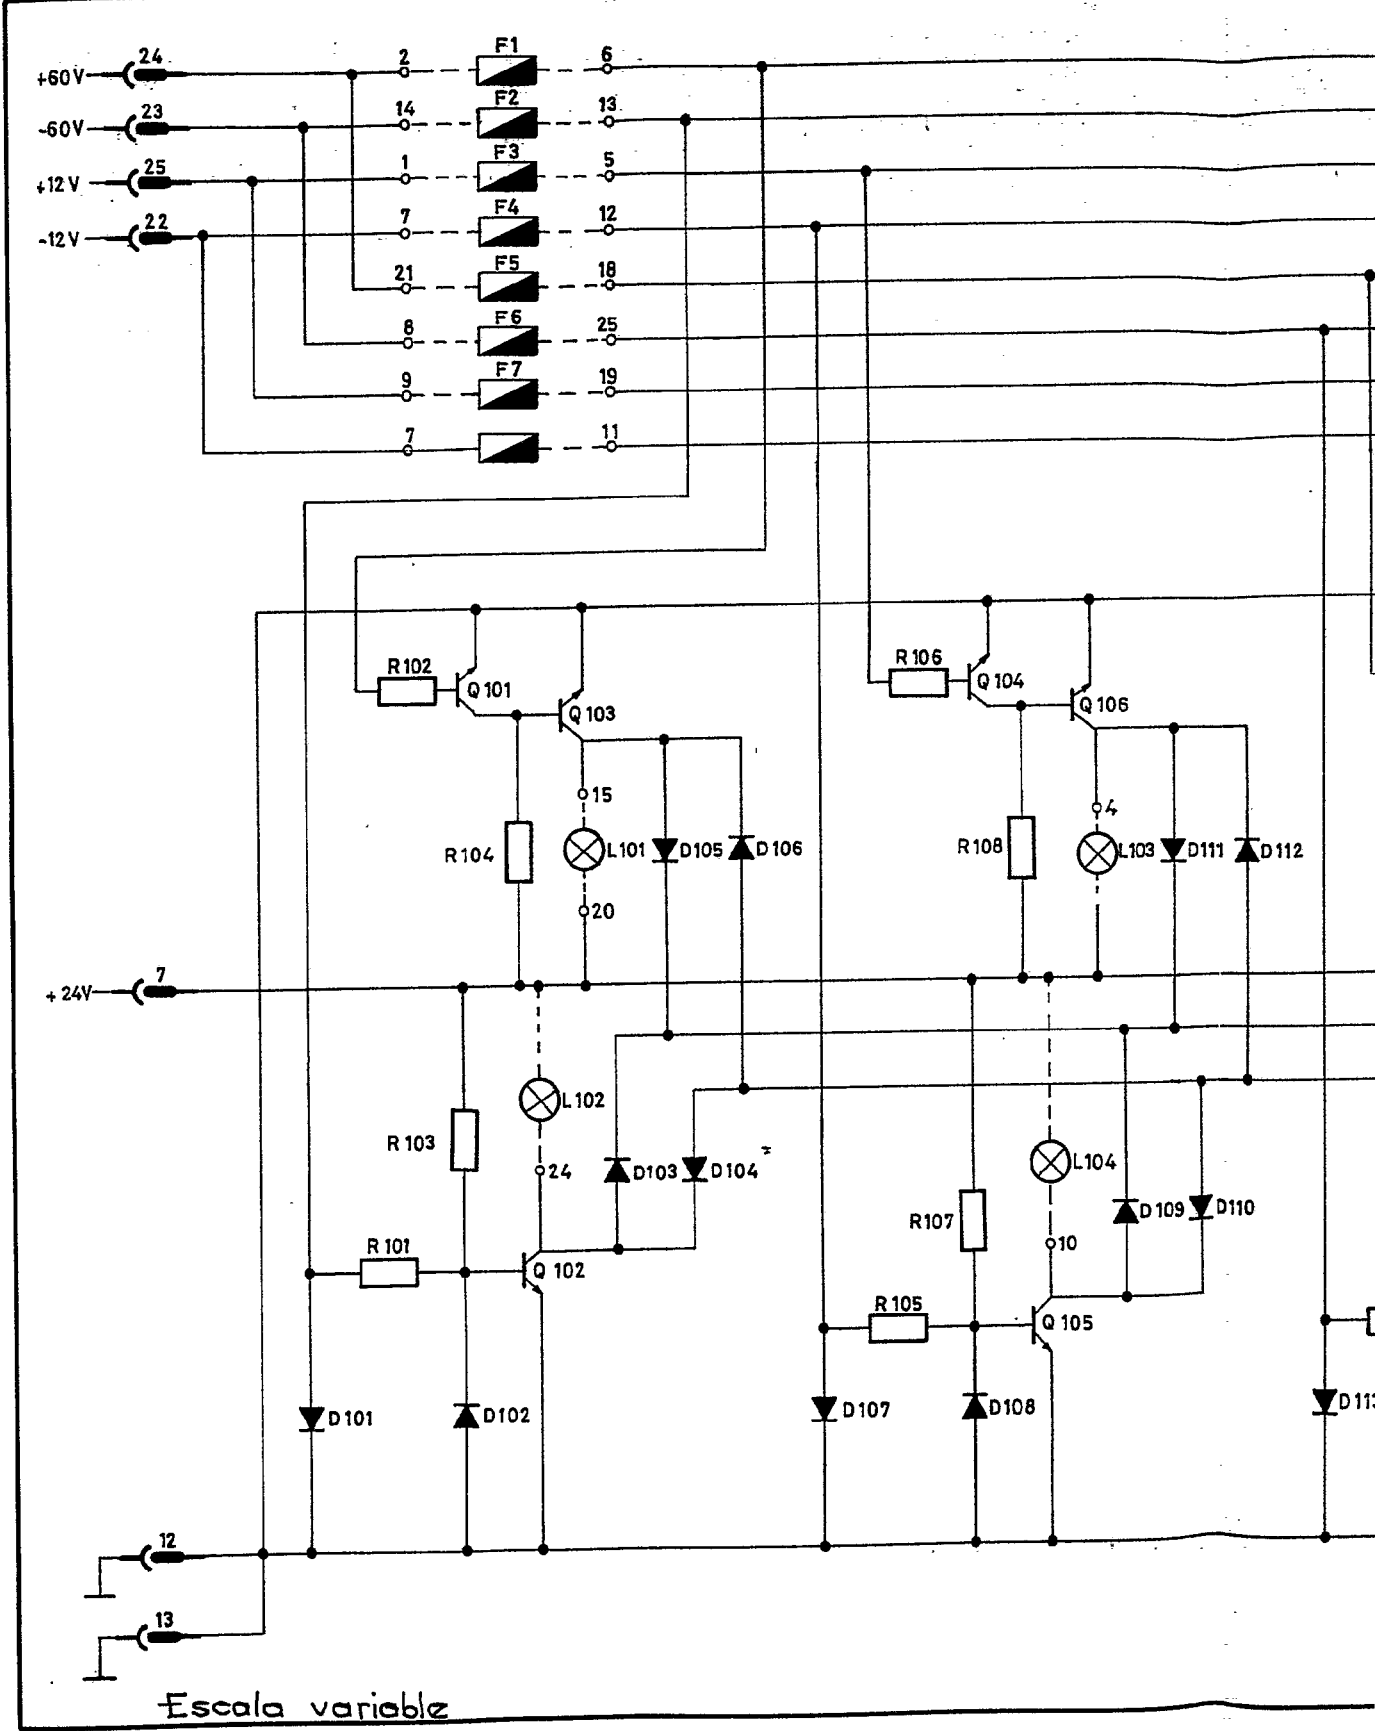 +60V 24 2 F1 6
-60V 23 14 F2 13
+12V 25 1 F3 5
-12V 22 7 F4 12
21 F5 18
8 F6 25
9 F7 19
7 11
R102 Q101 Q103 R106 Q104 Q106
15 4
R104 L101 D105 D106 R108 L103 D111 D112
20
+24V 7
L102
R103 24 D103 D104 L104
R107 D109 D110
R101 Q102 10
R105 Q105
D101 D102 D107 D108 D113
12
13
Escala variable